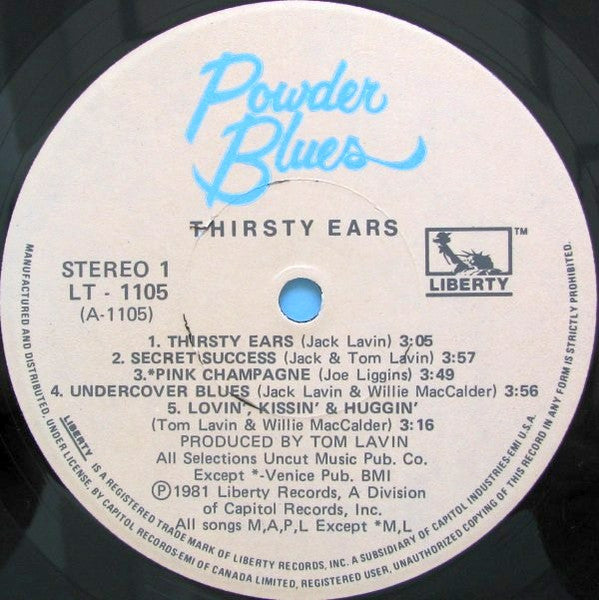 Powder
Blues
THIRSTY EARS
STEREO 1
LT - 1105
(A-1105)
TM
LIBERTY
1. THIRSTY EARS (Jack Lavin) 3:05
2. SECRET SUCCESS (Jack & Tom Lavin) 3:57
3.*PINK CHAMPAGNE (Joe Liggins) 3:49
4. UNDERCOVER BLUES (Jack Lavin & Willie MacCalder) 3:56
5. LOVIN', KISSIN' & HUGGIN'
(Tom Lavin & Willie MacCalder) 3:16
PRODUCED BY TOM LAVIN
All Selections Uncut Music Pub. Co.
Except *-Venice Pub. BMI
Ⓟ1981 Liberty Records, A Division
of Capitol Records, Inc.
All songs M,A,P,L Except *M,L
LIBERTY IS A REGISTERED TRADE MARK OF LIBERTY RECORDS, INC. A SUBSIDIARY OF CAPITOL INDUSTRIES-EMI U.S.A.
MANUFACTURED AND DISTRIBUTED, UNDER LICENSE, BY CAPITOL RECORDS-EMI OF CANADA LIMITED, REGISTERED USER. UNAUTHORIZED COPYING OF THIS RECORD IN ANY FORM IS STRICTLY PROHIBITED.